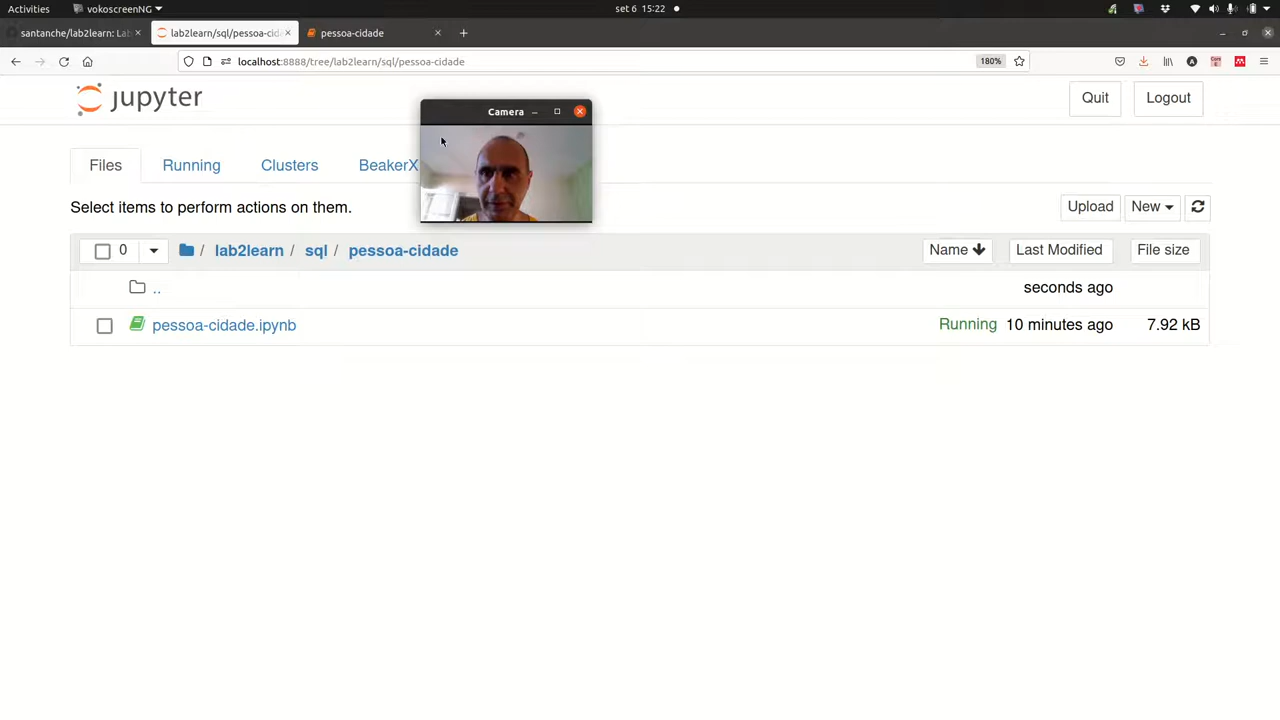 Activities vokoscreenNG set 6 15:22
santanche/lab2learn: La lab2learn/sql/pessoa-cid pessoa-cidade
localhost:8888/tree/lab2learn/sql/pessoa-cidade 180%
jupyter Quit Logout
Camera
Files Running Clusters BeakerX
Select items to perform actions on them. Upload New
0 / lab2learn / sql / pessoa-cidade Name Last Modified File size
.. seconds ago
pessoa-cidade.ipynb Running 10 minutes ago 7.92 kB